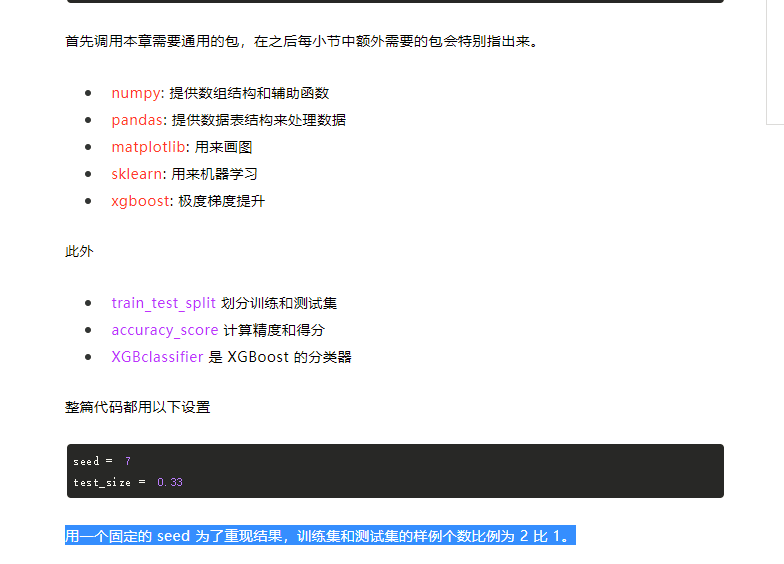 首先调用本章需要通用的包，在之后每小节中额外需要的包会特别指出来。
numpy: 提供数组结构和辅助函数
pandas: 提供数据表结构来处理数据
matplotlib: 用来画图
sklearn: 用来机器学习
xgboost: 极度梯度提升
此外
train_test_split 划分训练和测试集
accuracy_score 计算精度和得分
XGBclassifier 是 XGBoost 的分类器
整篇代码都用以下设置
seed = 7
test_size = 0.33
用一个固定的 seed 为了重现结果，训练集和测试集的样例个数比例为 2 比 1。